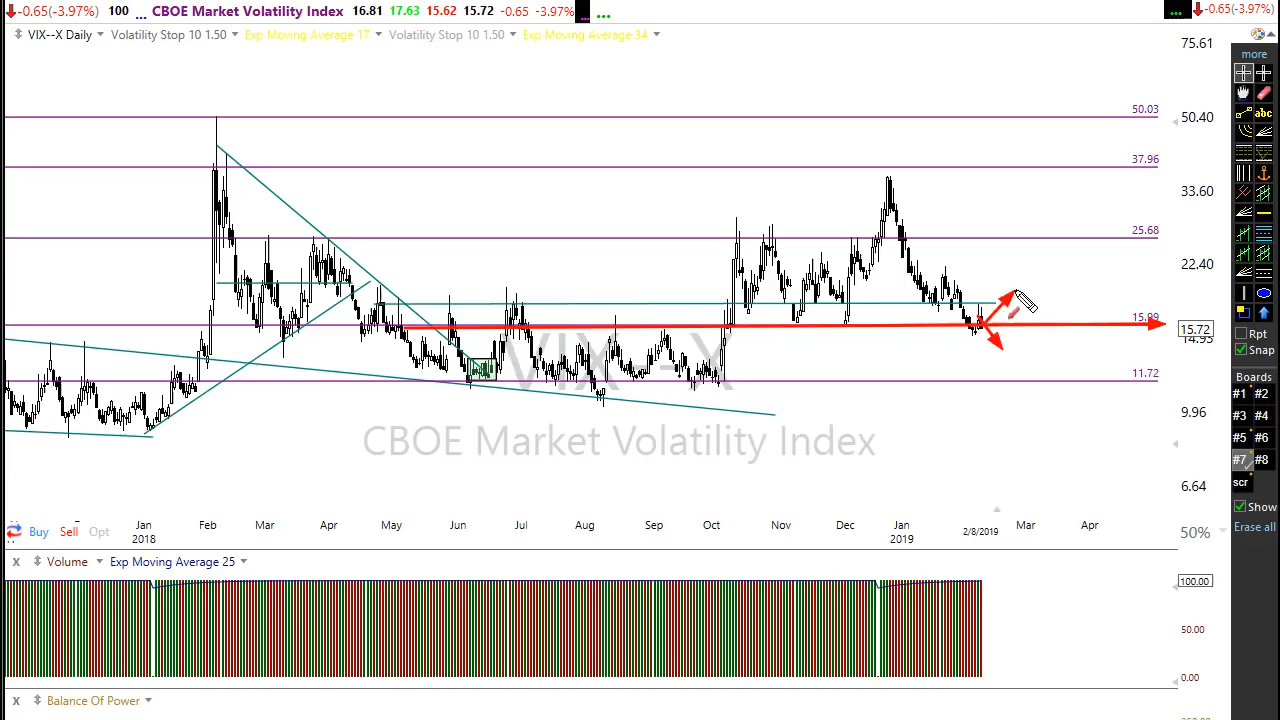 -0.65(-3.97%) 100 ... CBOE Market Volatility Index 16.81 17.63 15.62 15.72 -0.65 -3.97% ... ... ... -0.65(-3.97%)
VIX--X Daily Volatility Stop 10 1.50 Exp Moving Average 17 Volatility Stop 10 1.50 Exp Moving Average 34
more
75.61
50.03
50.40
abc
37.96
33.60
25.68
22.40
15.99
15.72
14.93
Rpt
Snap
VIX--X
11.72
Boards
#1 #2
9.96
#3 #4
CBOE Market Volatility Index
#5 #6
#7 #8
6.64
scr
Show
Jan Feb Mar Apr May Jun Jul Aug Sep Oct Nov Dec Jan Mar Apr
2018 2019 2/8/2019
Erase all
Buy Sell Opt
50%
x Volume Exp Moving Average 25
100.00
50.00
0.00
x Balance Of Power